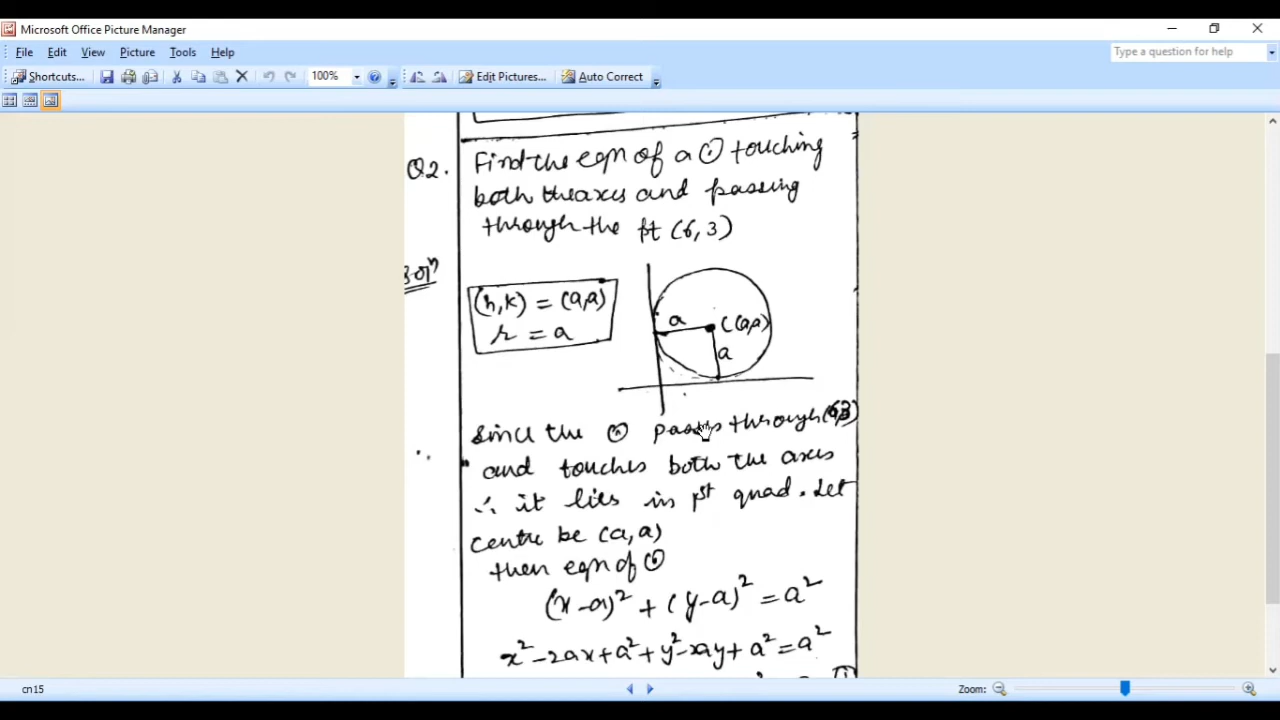 Microsoft Office Picture Manager
File Edit View Picture Tools Help
Type a question for help
Shortcuts... 100% Edit Pictures... Auto Correct
Q2. Find the eqn of a ⊙ touching
both the axes and passing
through the pt (6, 3)
Solⁿ
(h, k) = (a, a)
r = a
a C(a, a)
a
Since the ⊙ passes through (6, 3)
and touches both the axes
∴ it lies in 1st quad. Let
centre be (a, a)
then eqn of ⊙
(x - a)² + (y - a)² = a²
x² - 2ax + a² + y² - 2ay + a² = a²
cn15 Zoom: